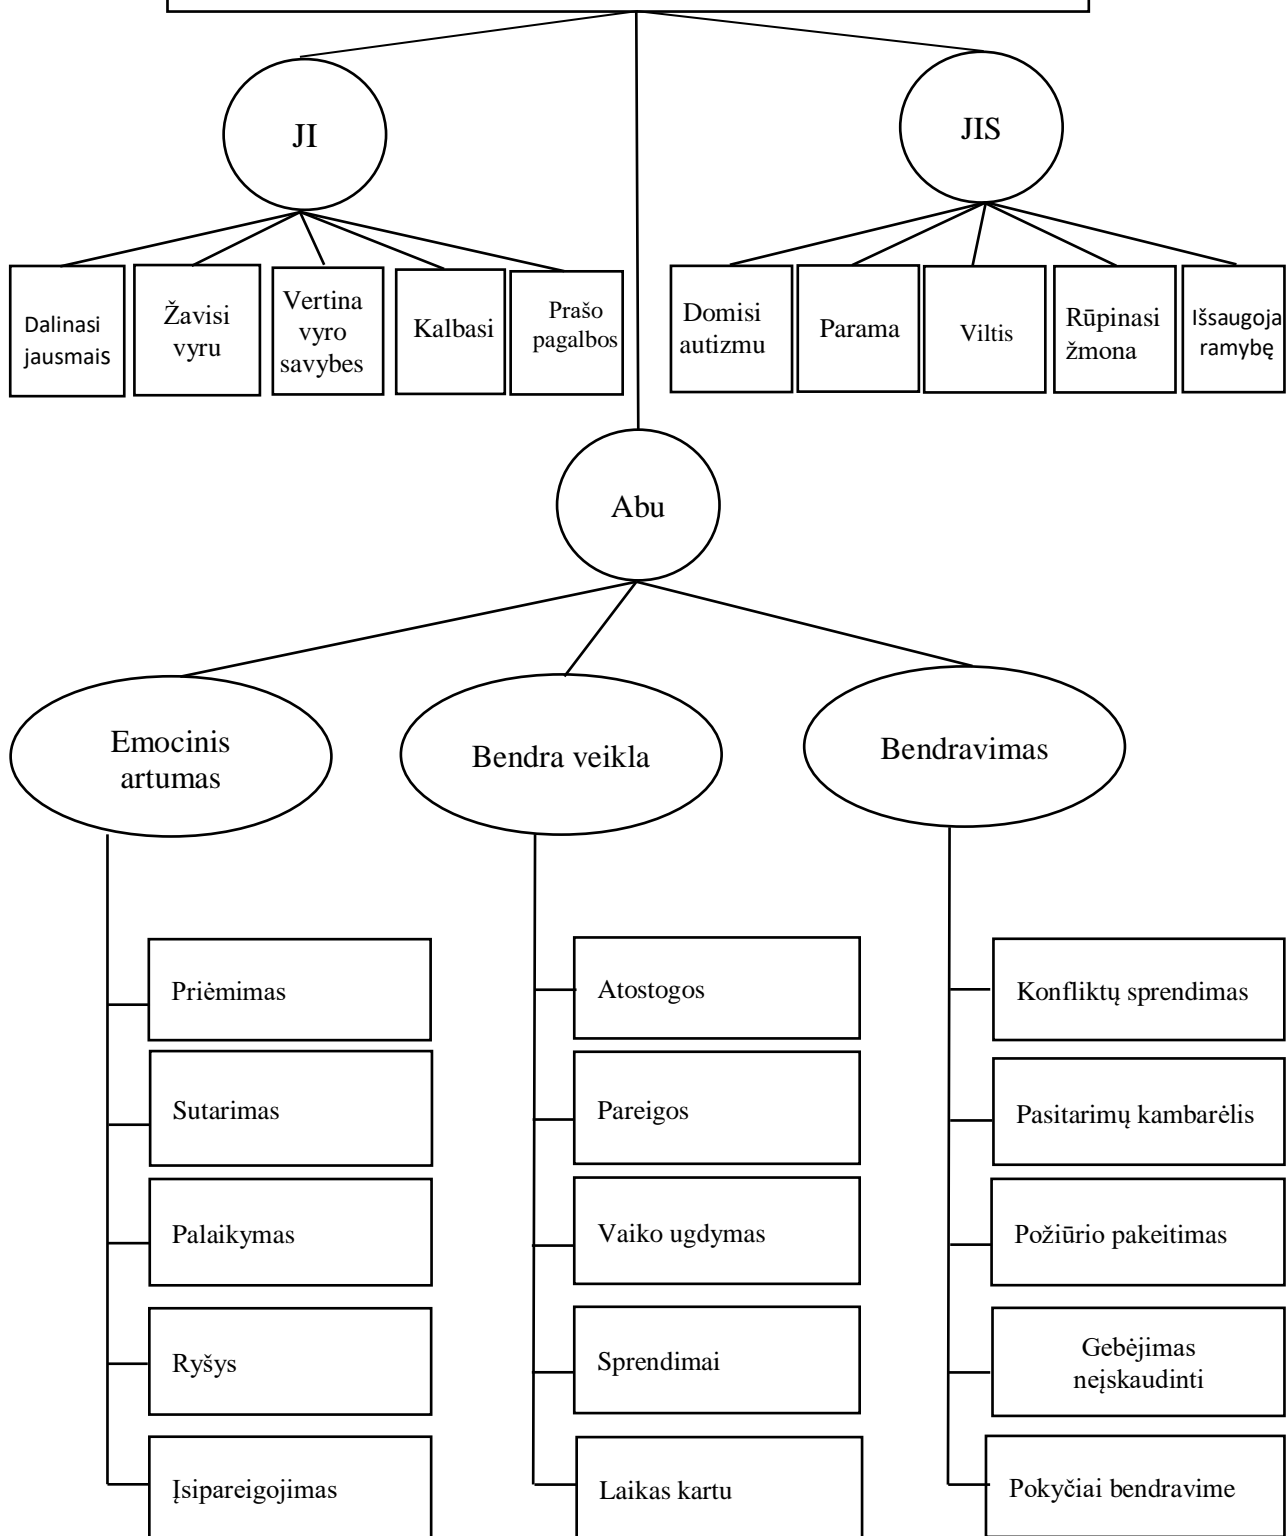 JI
JIS
Dalinasi
jausmais
Žavisi
vyru
Vertina
vyro
savybes
Kalbasi
Prašo
pagalbos
Domisi
autizmu
Parama
Viltis
Rūpinasi
žmona
Išsaugoja
ramybę
Abu
Emocinis
artumas
Bendra veikla
Bendravimas
Priėmimas
Sutarimas
Palaikymas
Ryšys
Įsipareigojimas
Atostogos
Pareigos
Vaiko ugdymas
Sprendimai
Laikas kartu
Konfliktų sprendimas
Pasitarimų kambarėlis
Požiūrio pakeitimas
Gebėjimas
neįskaudinti
Pokyčiai bendravime